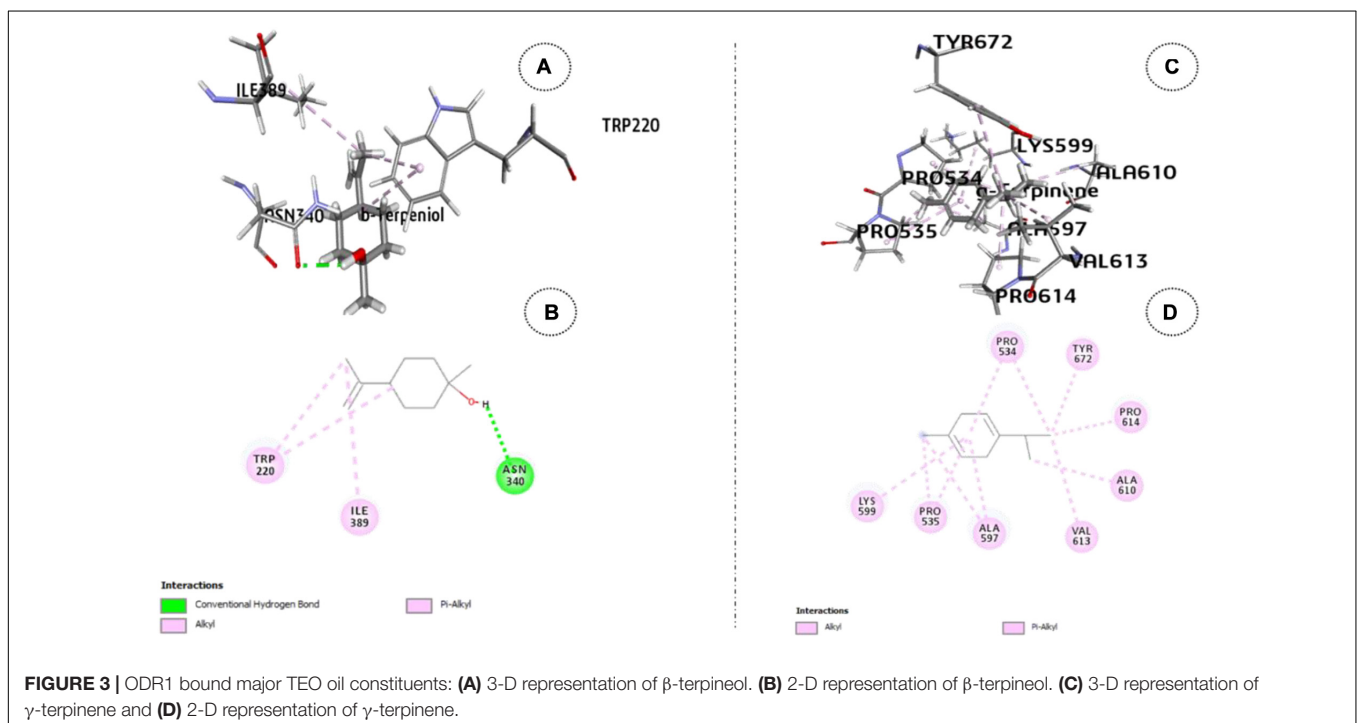 A
ILE389
TRP220
b-Terpeniol
B
TRP
220
ILE
389
ASN
340
H
O
Interactions
Conventional Hydrogen Bond
Alkyl
Pi-Alkyl
C
TYR672
LYS599
ALA610
PRO534
PRO535
VAL613
PRO614
D
PRO
534
TYR
672
PRO
614
ALA
610
VAL
613
LYS
599
PRO
535
ALA
597
Interactions
Alkyl
Pi-Alkyl
FIGURE 3 | ODR1 bound major TEO oil constituents: (A) 3-D representation of β-terpineol. (B) 2-D representation of β-terpineol. (C) 3-D representation of
γ-terpinene and (D) 2-D representation of γ-terpinene.